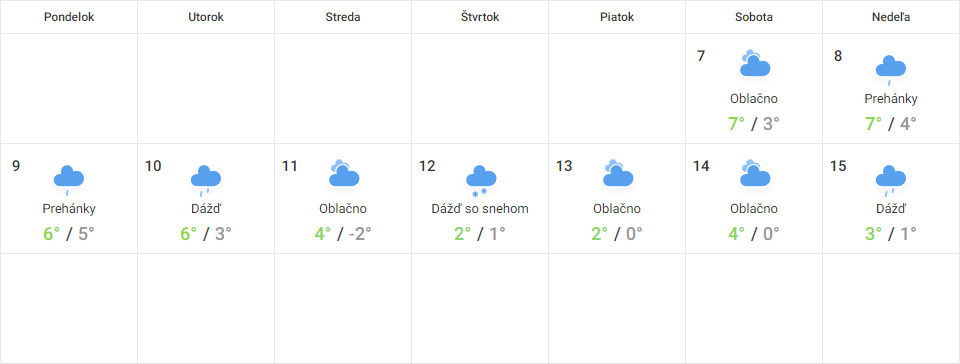 Pondelok Utorok Streda Štvrtok Piatok Sobota Nedeľa
7 8
Oblačno Prehánky
7° / 3° 7° / 4°
9 10 11 12 13 14 15
Prehánky Dážď Oblačno Dážď so snehom Oblačno Oblačno Dážď
6° / 5° 6° / 3° 4° / -2° 2° / 1° 2° / 0° 4° / 0° 3° / 1°